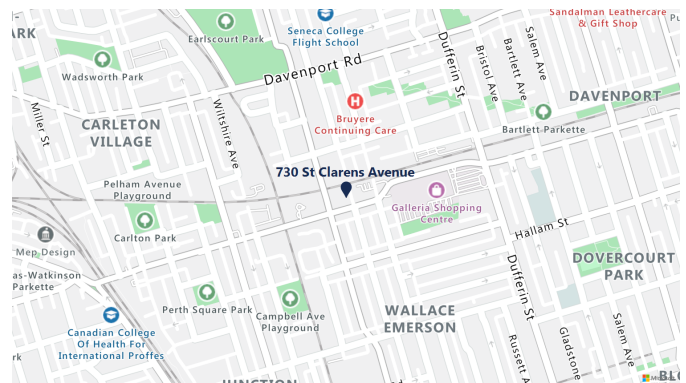 Sandalman Leathercare
& Gift Shop
Seneca College
Flight School
Earlscourt Park
ARK
Wadsworth Park
Davenport Rd
Dufferin St
Bristol Ave
Bartlett Ave
Salem Ave
DAVENPORT
Bruyere
Continuing Care
Bartlett Parkette
Miller St
CARLETON
VILLAGE
Wiltshire Ave
730 St Clarens Avenue
Pelham Avenue
Playground
Galleria Shopping
Centre
Carlton Park
Hallam St
Mep Design
as-Watkinson
Parkette
DOVERCOURT
PARK
Dufferin St
Perth Square Park
Campbell Ave
Playground
WALLACE
EMERSON
Canadian College
Of Health For
International Proffes
Russett A
Gladstone
Salem Ave